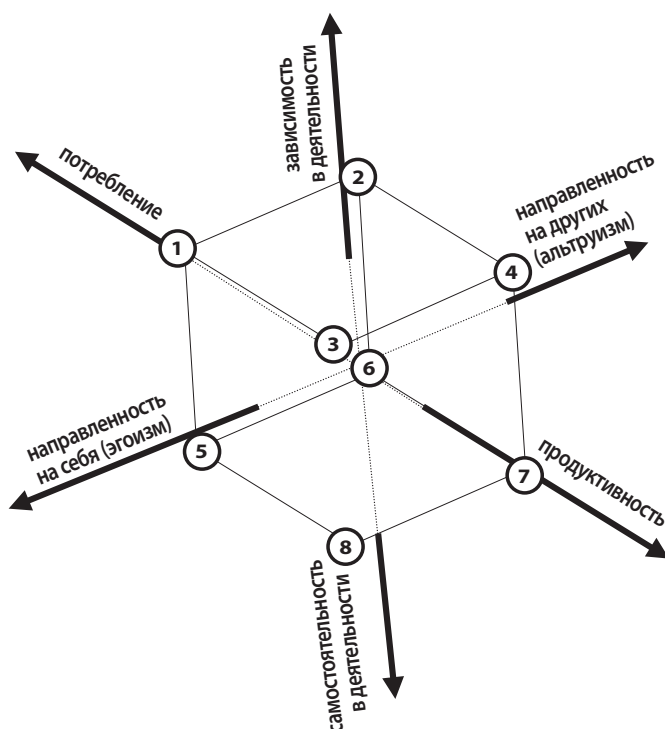 зависимость
в деятельности
потребление
направленность
на других
(альтруизм)
1
2
4
3
6
направленность
на себя (эгоизм)
5
7
продуктивность
8
самостоятельность
в деятельности